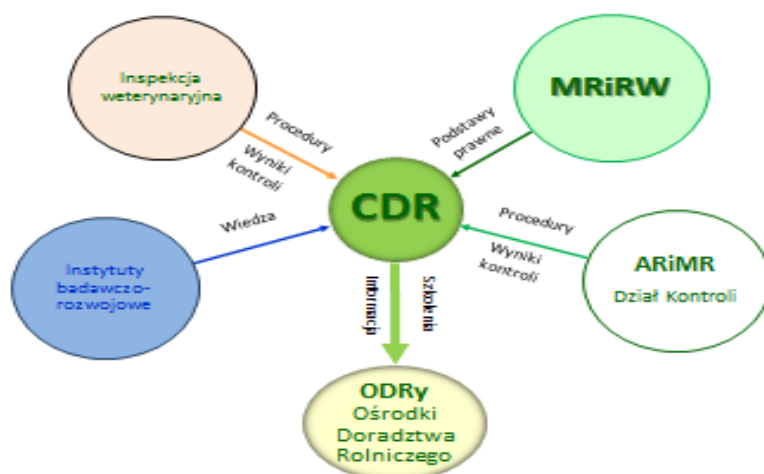 Inspekcja
weterynaryjna
MRiRW
Procedury
Wyniki
kontroli
Podstawy
prawne
CDR
Wiedza
Procedury
Wyniki
kontroli
Instytuty
badawczo-
rozwojowe
ARiMR
Dział Kontroli
Szkolenia
ODRy
Ośrodki
Doradztwa
Rolniczego